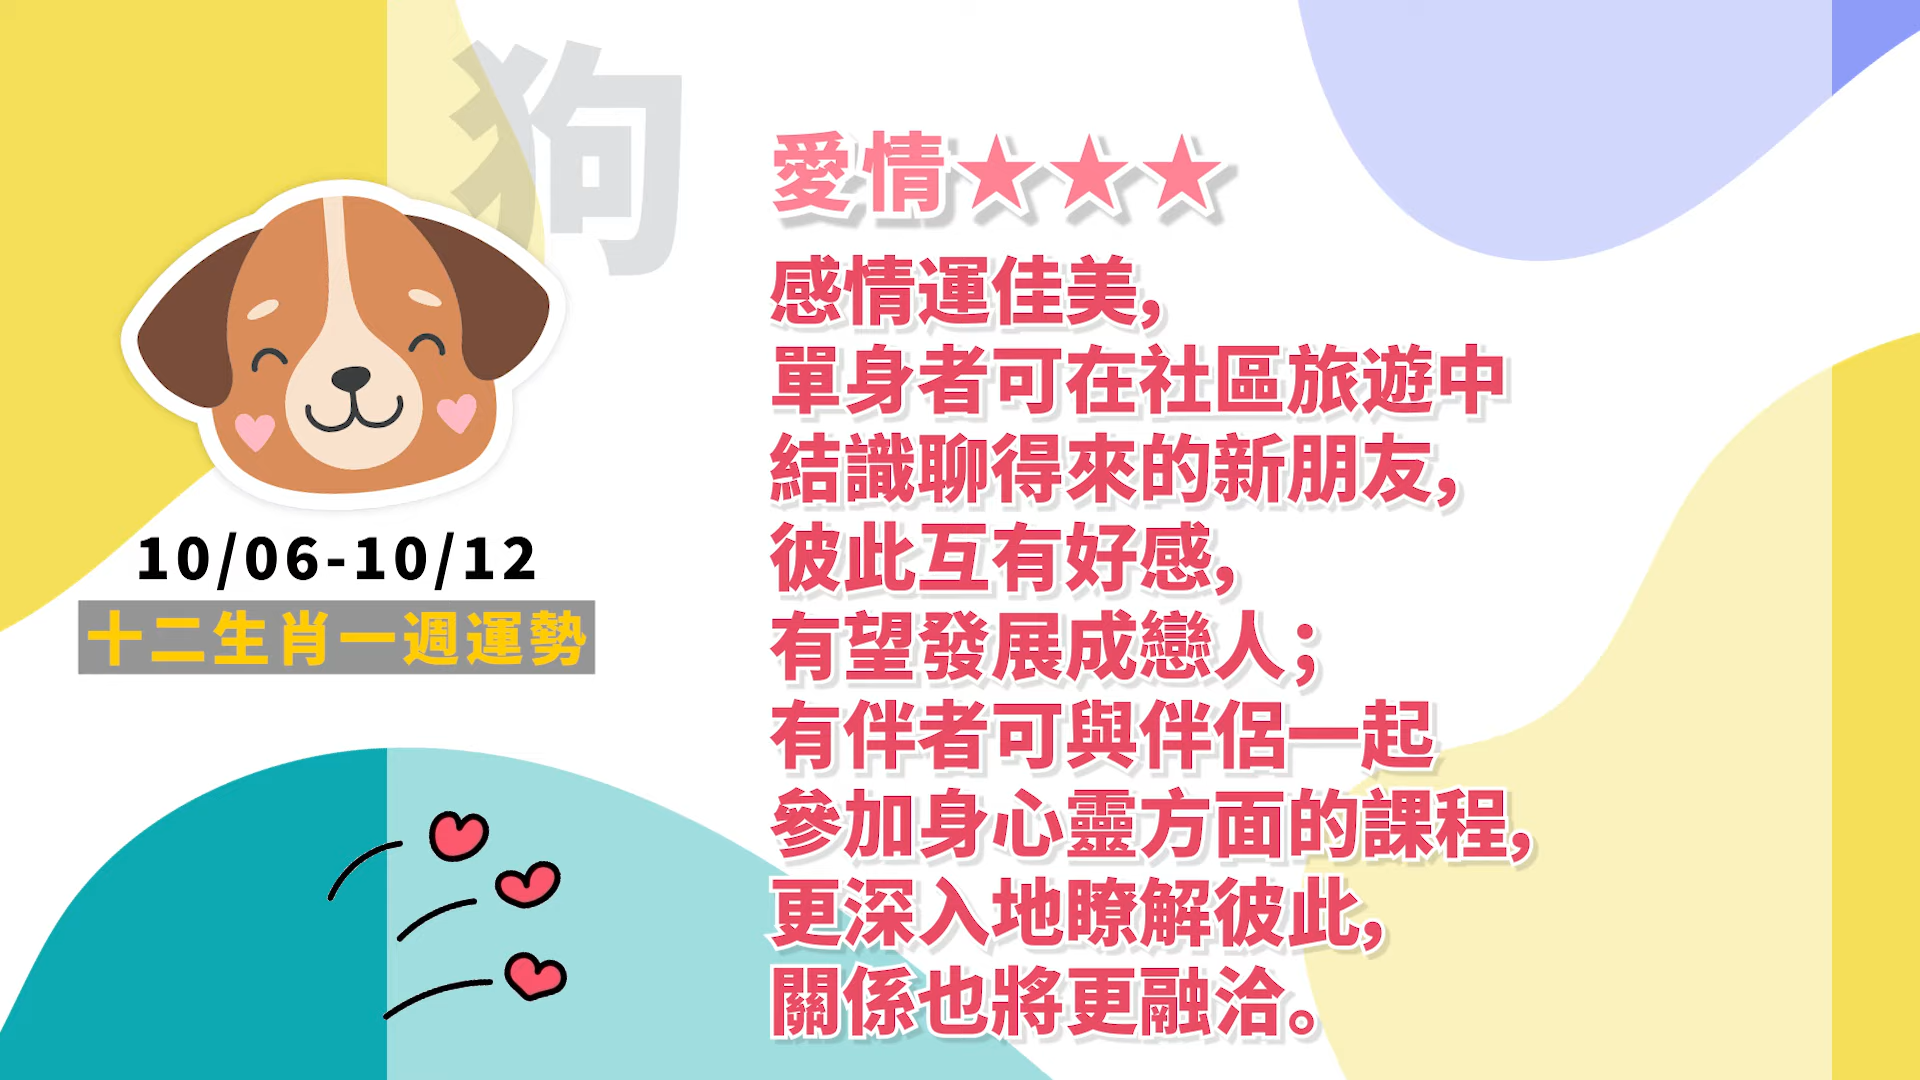 狗
10/06-10/12
十二生肖一週運勢
愛情★★★
感情運佳美,
單身者可在社區旅遊中
結識聊得來的新朋友,
彼此互有好感,
有望發展成戀人;
有伴者可與伴侶一起
參加身心靈方面的課程,
更深入地瞭解彼此,
關係也將更融洽。